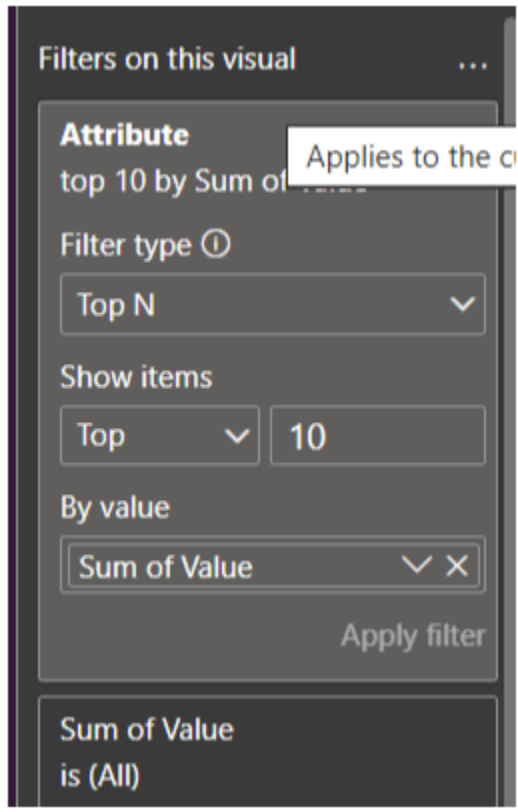 Filters on this visual
...
Attribute
Applies to the
top 10 by Sum of
Filter type
Top N
Show items
Top
10
By value
Sum of Value
Apply filter
Sum of Value
is (All)